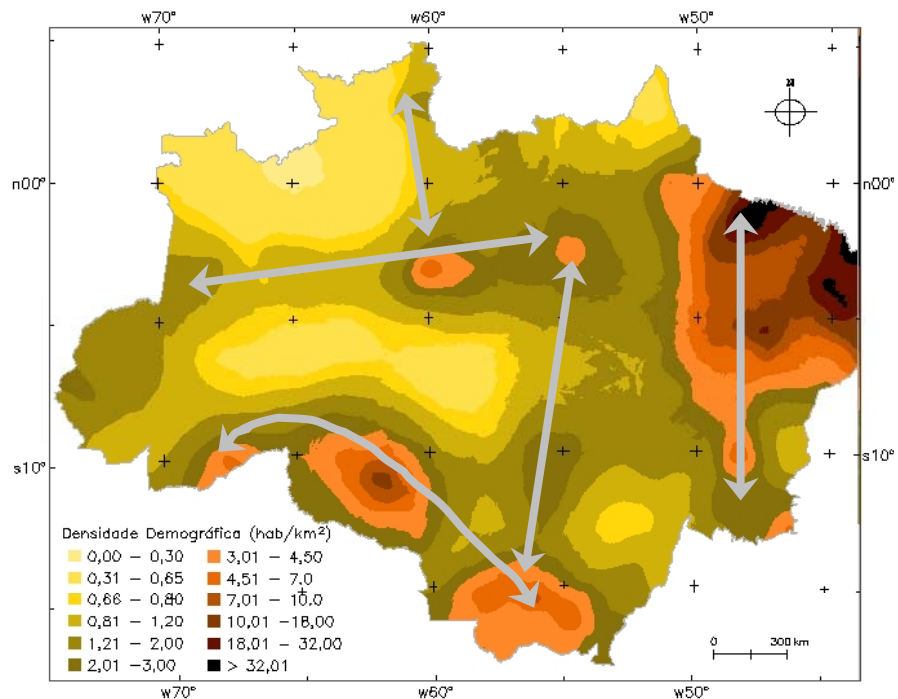 w70° w60° w50°
n00° n00°
s10° s10°
Densidade Demográfica (hab/km²)
0,00 – 0,30 3,01 – 4,50
0,31 – 0,65 4,51 – 7.0
0,66 – 0,80 7,01 – 10.0
0,81 – 1,20 10,01 –18,00
1,21 – 2,00 18,01 – 32,00
2,01 –3,00 > 32,01
0 300 km
w70° w60° w50°